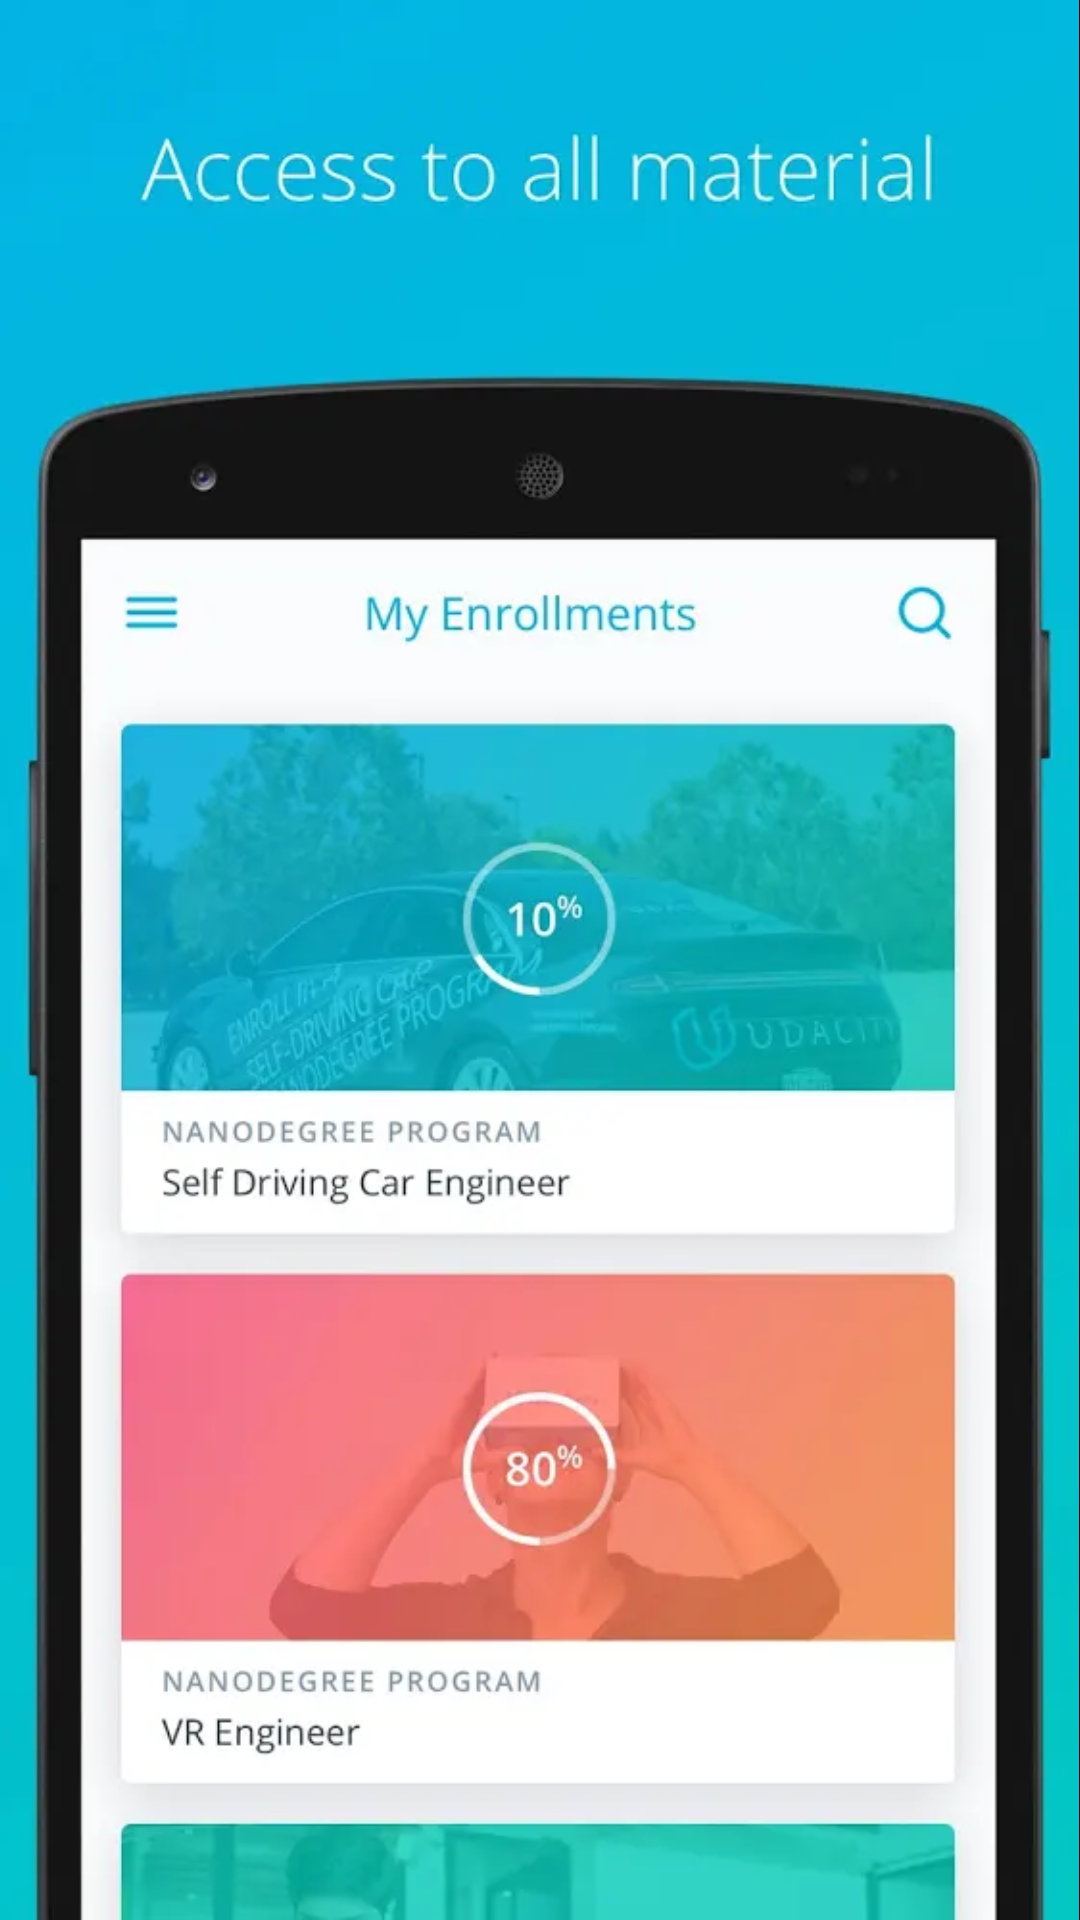 Access to all material
My Enrollments
10%
ENROLL IN A
SELF-DRIVING CAR
NANODEGREE PROGRAM
UDACITY
NANODEGREE PROGRAM
Self Driving Car Engineer
80%
NANODEGREE PROGRAM
VR Engineer